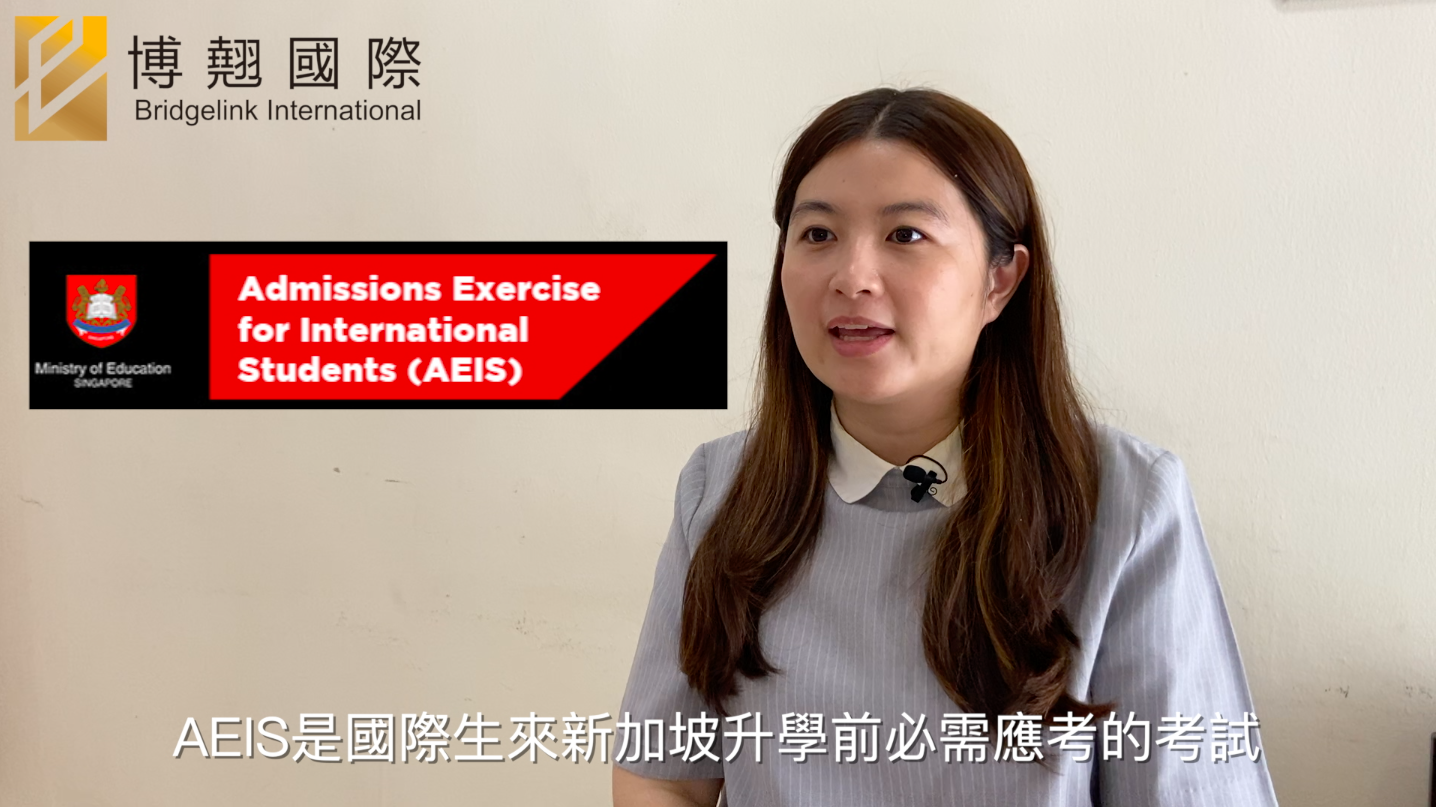 博翹國際
Bridgelink International
Admissions Exercise
for International
Students (AEIS)
Ministry of Education
SINGAPORE
AEIS是國際生來新加坡升學前必需應考的考試